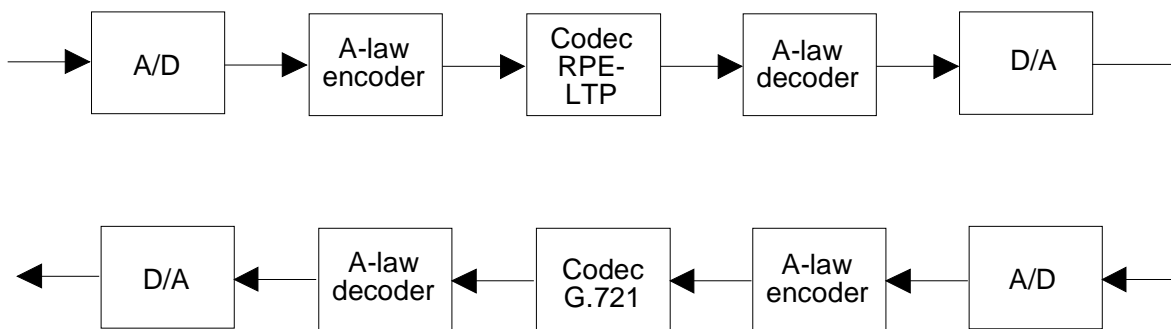 A/D
A-law
encoder
Codec
RPE-
LTP
A-law
decoder
D/A
D/A
A-law
decoder
Codec
G.721
A-law
encoder
A/D